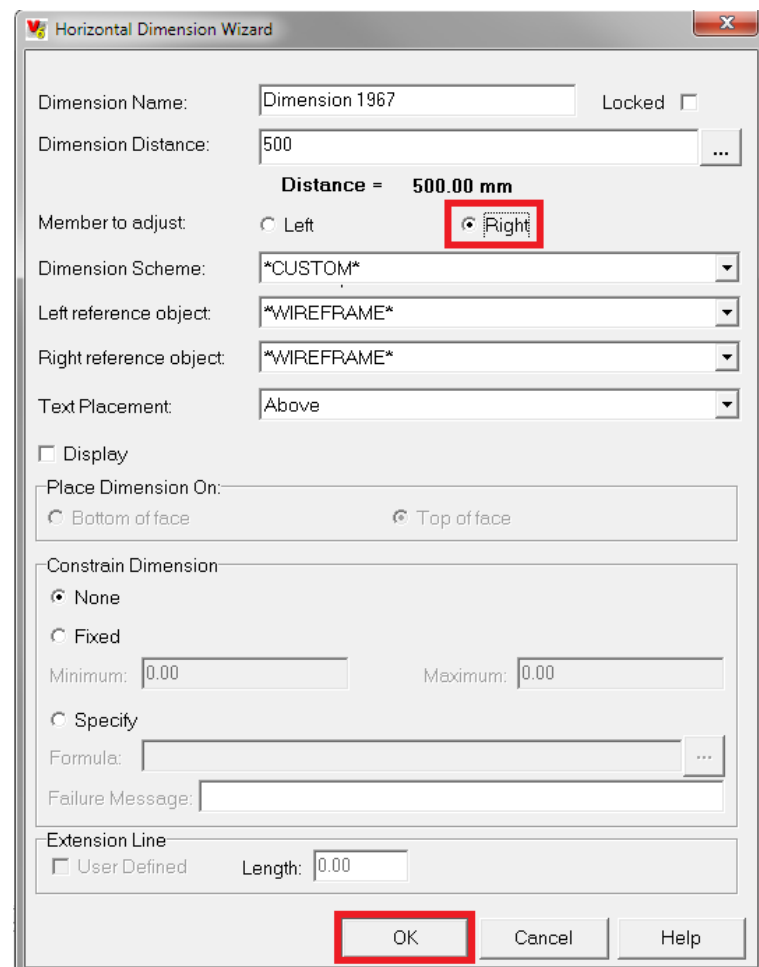 Horizontal Dimension Wizard
Dimension Name: Dimension 1967 Locked
Dimension Distance: 500 ...
Distance = 500.00 mm
Member to adjust: Left Right
Dimension Scheme: *CUSTOM*
Left reference object: *WIREFRAME*
Right reference object: *WIREFRAME*
Text Placement: Above
Display
Place Dimension On:
Bottom of face Top of face
Constrain Dimension
None
Fixed
Minimum: 0.00 Maximum: 0.00
Specify
Formula: ...
Failure Message:
Extension Line
User Defined Length: 0.00
OK Cancel Help